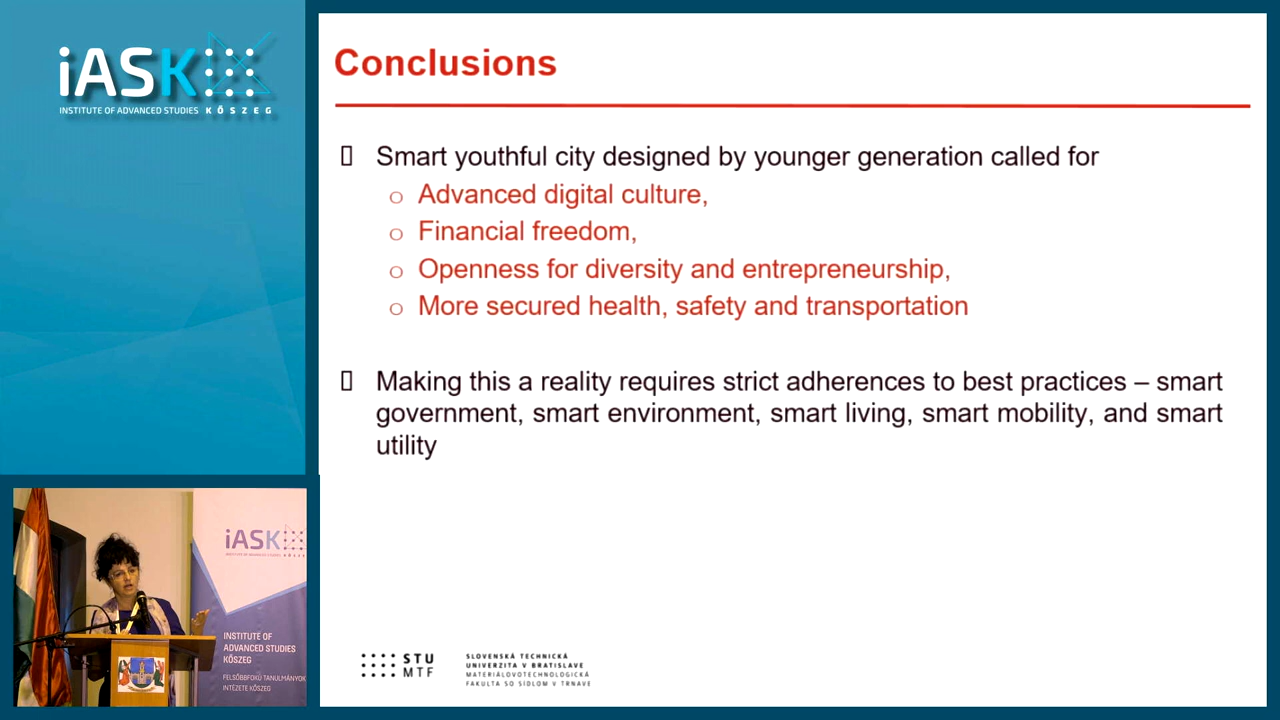 iASK
INSTITUTE OF ADVANCED STUDIES KŐSZEG
Conclusions
Smart youthful city designed by younger generation called for
o Advanced digital culture,
o Financial freedom,
o Openness for diversity and entrepreneurship,
o More secured health, safety and transportation
Making this a reality requires strict adherences to best practices – smart
government, smart environment, smart living, smart mobility, and smart
utility
iASK
INSTITUTE OF
ADVANCED STUDIES
KŐSZEG
FELSŐBBFOKÚ TANULMÁNYOK
INTÉZETE KŐSZEG
STU
MTF
SLOVENSKÁ TECHNICKÁ
UNIVERZITA V BRATISLAVE
MATERIÁLOVOTECHNOLOGICKÁ
FAKULTA SO SÍDLOM V TRNAVE